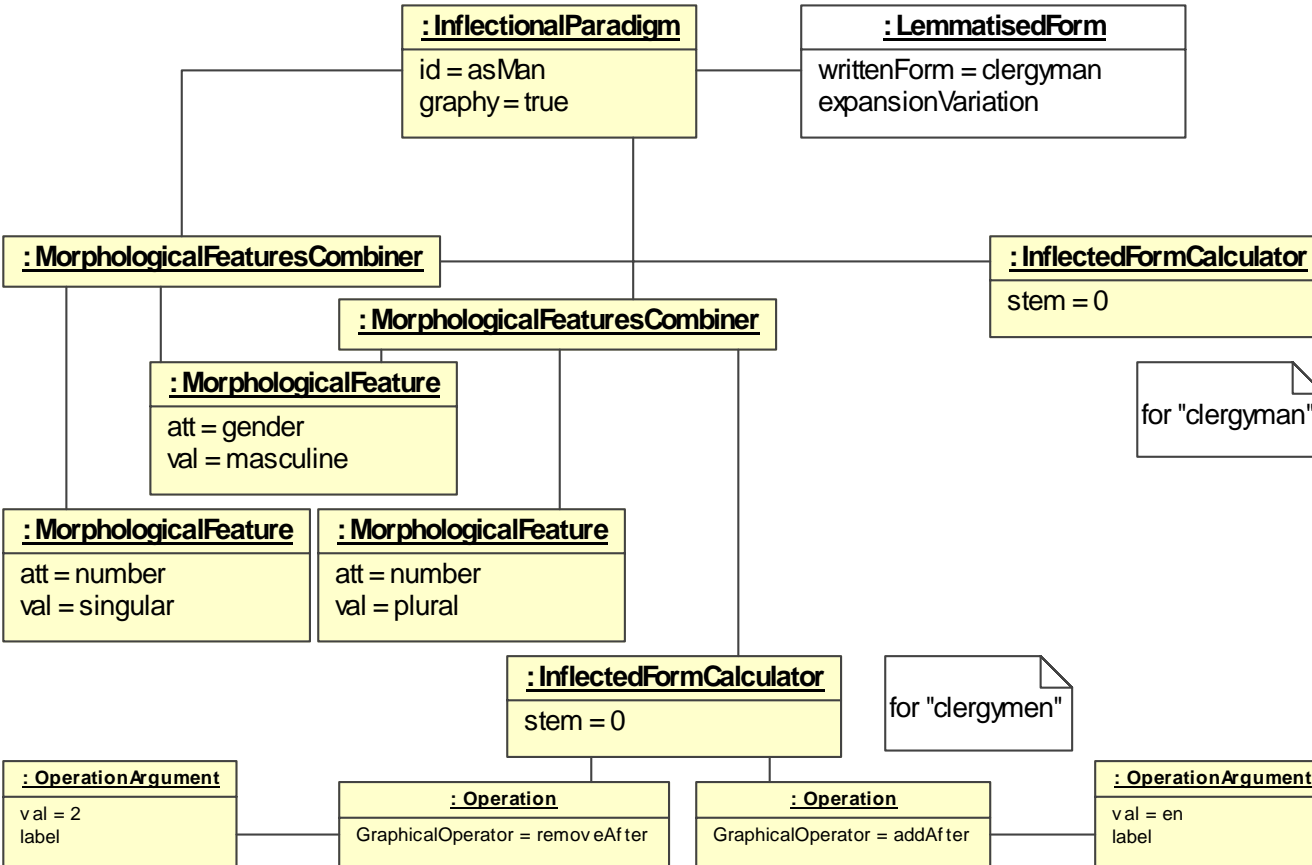 : InflectionalParadigm
id = asMan
graphy = true
: LemmatisedForm
writtenForm = clergyman
expansionVariation
: MorphologicalFeaturesCombiner
: InflectedFormCalculator
stem = 0
: MorphologicalFeaturesCombiner
: MorphologicalFeature
att = gender
val = masculine
for "clergyman"
: MorphologicalFeature
att = number
val = singular
: MorphologicalFeature
att = number
val = plural
: InflectedFormCalculator
stem = 0
for "clergymen"
: OperationArgument
val = 2
label
: Operation
GraphicalOperator = removeAfter
: Operation
GraphicalOperator = addAfter
: OperationArgument
val = en
label